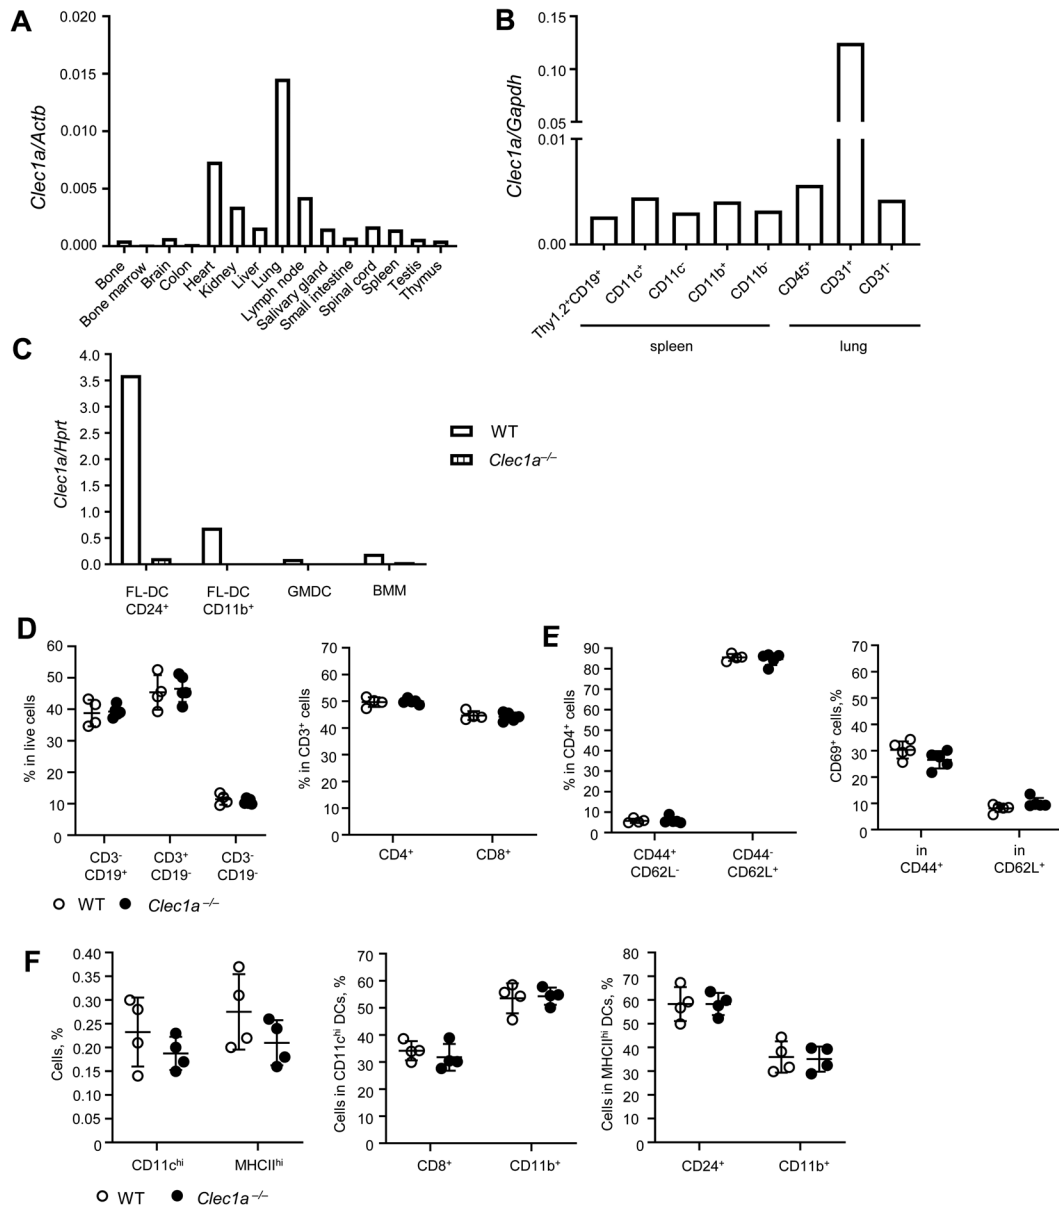 A
0.020
0.015
0.010
0.005
0.000
Clec1a/Actb
Bone
Bone marrow
Brain
Colon
Heart
Kidney
Liver
Lung
Lymph node
Salivary gland
Small intestine
Spinal cord
Spleen
Testis
Thymus
B
0.15
0.10
0.05
0.01
0.00
Clec1a/Gapdh
Thy1.2⁺CD19⁺
CD11c⁺
CD11c⁻
CD11b⁺
CD11b⁻
CD45⁺
CD31⁺
CD31⁻
spleen
lung
C
4.0
3.5
3.0
2.5
2.0
1.5
1.0
0.5
0.0
Clec1a/Hprt
FL-DC
CD24⁺
FL-DC
CD11b⁺
GMDC
BMM
WT
Clec1a⁻/⁻
D
60
50
40
30
20
10
0
% in live cells
CD3⁻
CD19⁺
CD3⁺
CD19⁻
CD3⁻
CD19⁻
70
60
50
40
30
20
10
0
% in CD3⁺ cells
CD4⁺
CD8⁺
WT
Clec1a⁻/⁻
E
90
80
70
60
50
40
30
20
10
0
% in CD4⁺ cells
CD44⁺
CD62L⁻
CD44⁻
CD62L⁺
70
60
50
40
30
20
10
0
CD69⁺ cells,%
in
CD44⁺
in
CD62L⁺
F
0.40
0.35
0.30
0.25
0.20
0.15
0.10
0.05
0
Cells, %
CD11cʰⁱ
MHCIIʰⁱ
70
60
50
40
30
20
10
0
Cells in CD11cʰⁱ DCs, %
CD8⁺
CD11b⁺
80
70
60
50
40
30
20
10
0
Cells in MHCIIʰⁱ DCs, %
CD24⁺
CD11b⁺
WT
Clec1a⁻/⁻